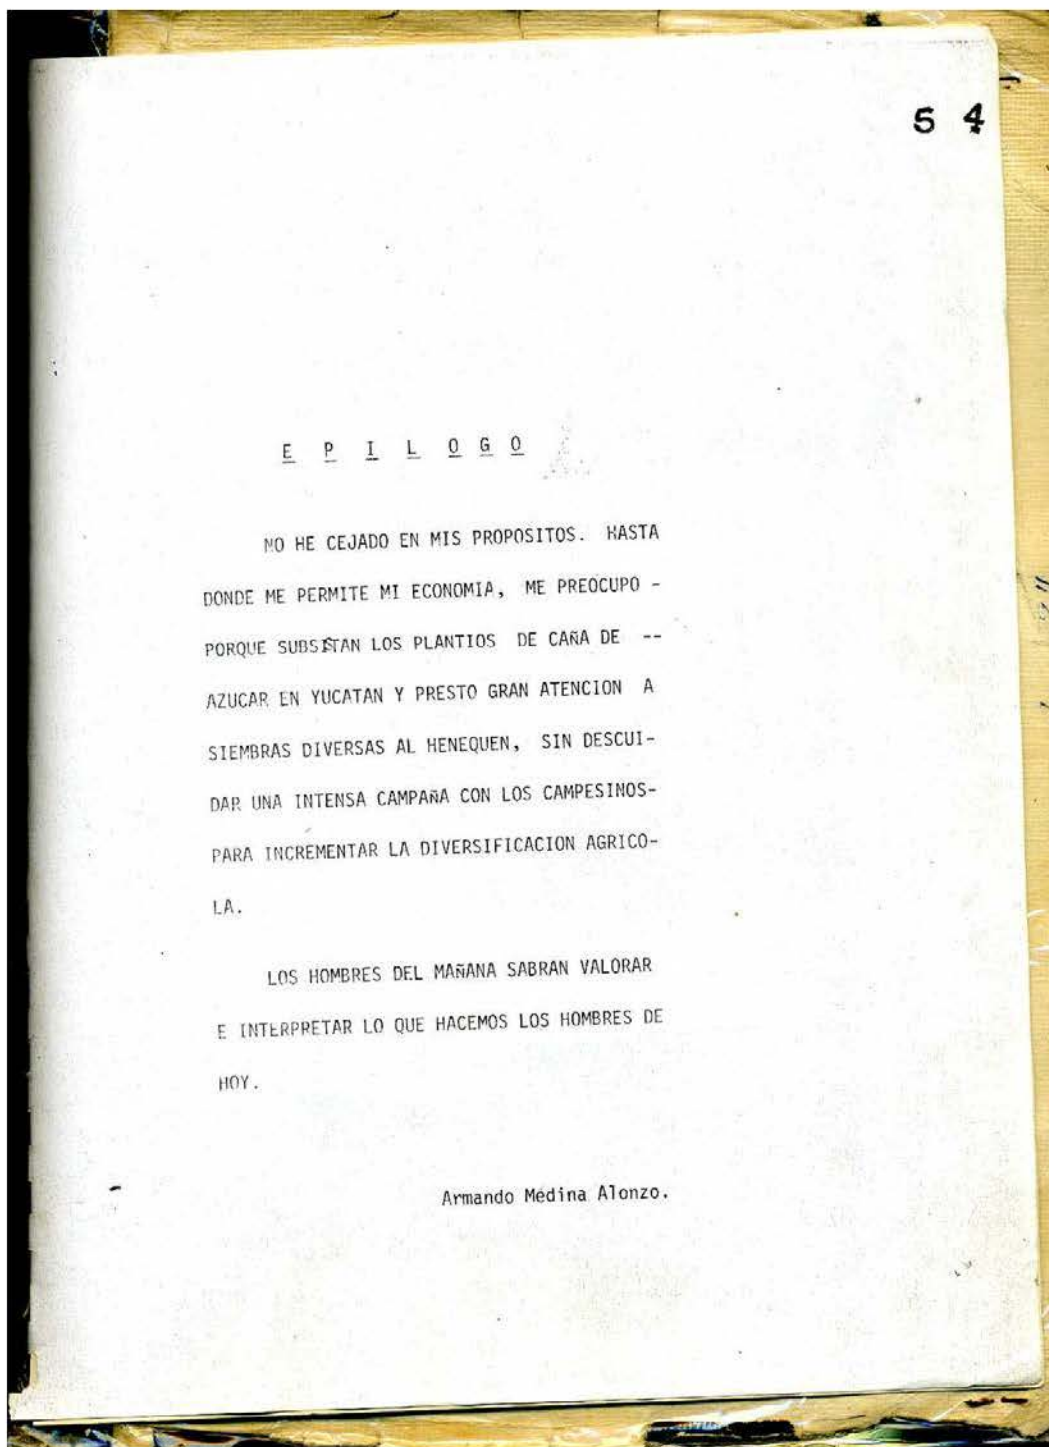 5 4
E P I L O G O
NO HE CEJADO EN MIS PROPOSITOS. HASTA
DONDE ME PERMITE MI ECONOMIA, ME PREOCUPO -
PORQUE SUBSISTAN LOS PLANTIOS DE CAÑA DE --
AZUCAR EN YUCATAN Y PRESTO GRAN ATENCION A
SIEMBRAS DIVERSAS AL HENEQUEN, SIN DESCUI-
DAR UNA INTENSA CAMPAÑA CON LOS CAMPESINOS-
PARA INCREMENTAR LA DIVERSIFICACION AGRICO-
LA.
LOS HOMBRES DEL MAÑANA SABRAN VALORAR
E INTERPRETAR LO QUE HACEMOS LOS HOMBRES DE
HOY.
Armando Medina Alonzo.